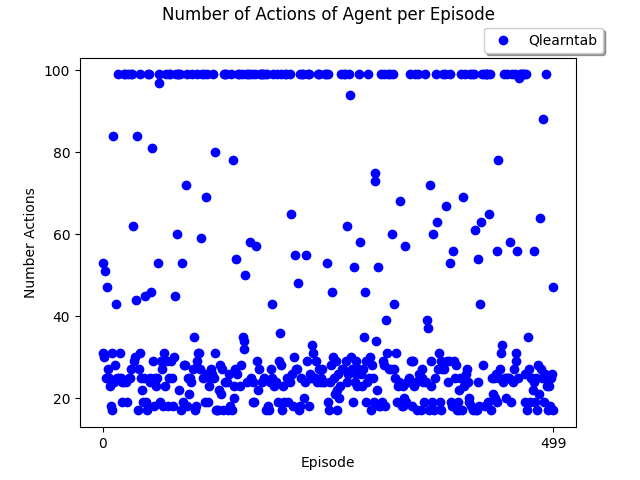 Number of Actions of Agent per Episode
Qlearntab
100
80
60
40
20
Number Actions
0
499
Episode